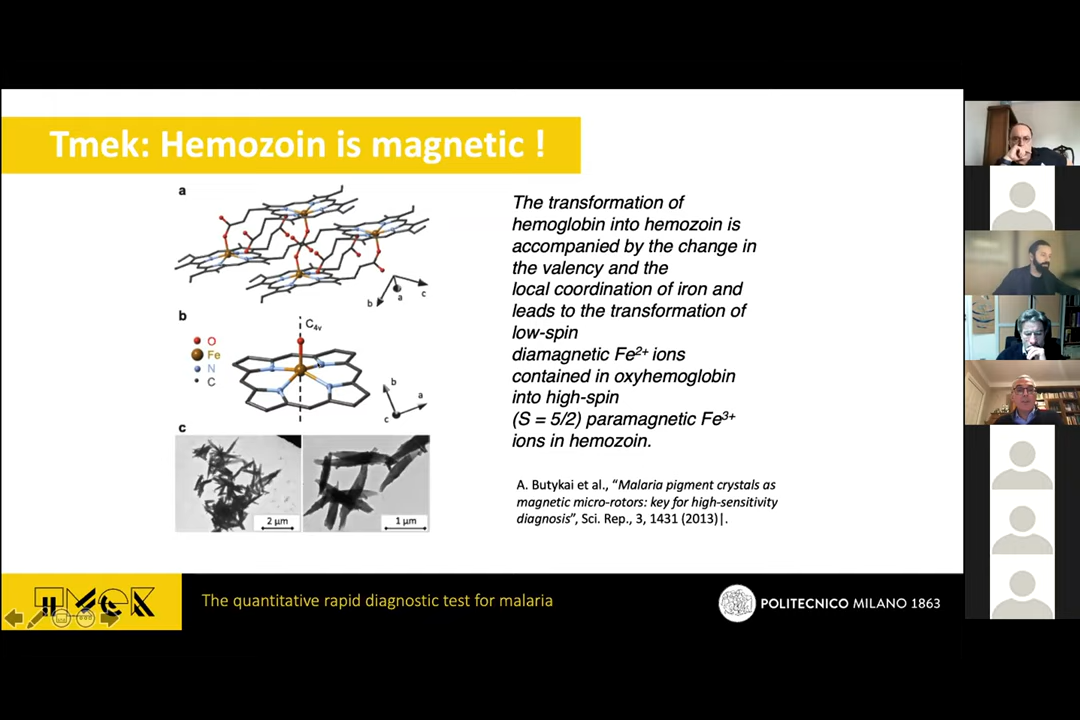 Tmek: Hemozoin is magnetic !
a
b
a
c
b
C4v
O
Fe
N
C
b
a
c
c
2 μm
1 μm
The transformation of
hemoglobin into hemozoin is
accompanied by the change in
the valency and the
local coordination of iron and
leads to the transformation of
low-spin
diamagnetic Fe2+ ions
contained in oxyhemoglobin
into high-spin
(S = 5/2) paramagnetic Fe3+
ions in hemozoin.
A. Butykai et al., “Malaria pigment crystals as
magnetic micro-rotors: key for high-sensitivity
diagnosis”, Sci. Rep., 3, 1431 (2013)|.
TMEK
The quantitative rapid diagnostic test for malaria
POLITECNICO MILANO 1863